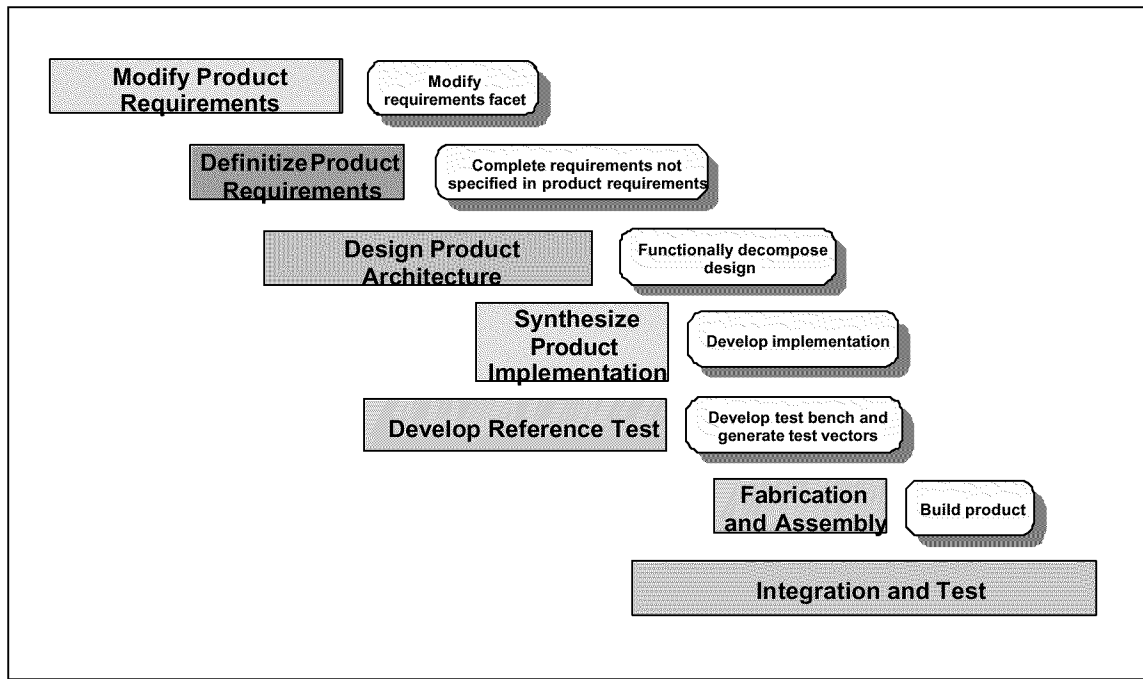 Modify Product
Requirements
Modify
requirements facet
Definitize Product
Requirements
Complete requirements not
specified in product requirements
Design Product
Architecture
Functionally decompose
design
Synthesize
Product
Implementation
Develop implementation
Develop Reference Test
Develop test bench and
generate test vectors
Fabrication
and Assembly
Build product
Integration and Test